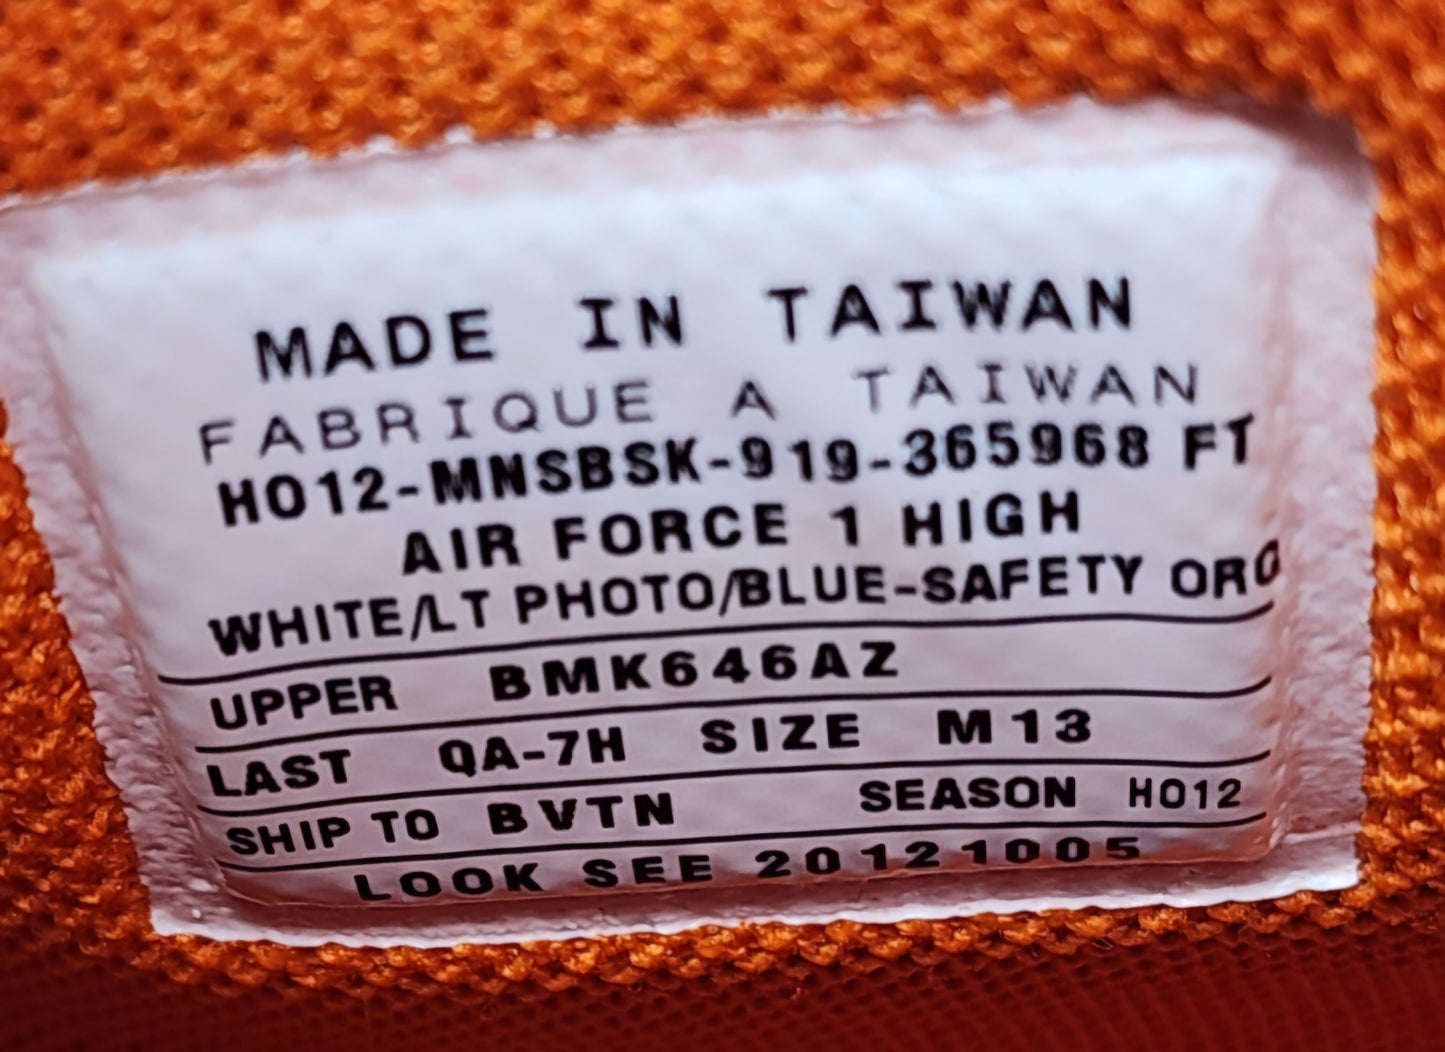 MADE IN TAIWAN
FABRIQUE A TAIWAN
HO12-MNSBSK-919-365968 FT
AIR FORCE 1 HIGH
WHITE/LT PHOTO/BLUE-SAFETY ORG
UPPER BMK646AZ
LAST QA-7H SIZE M13
SHIP TO BVTN SEASON HO12
LOOK SEE 20121005